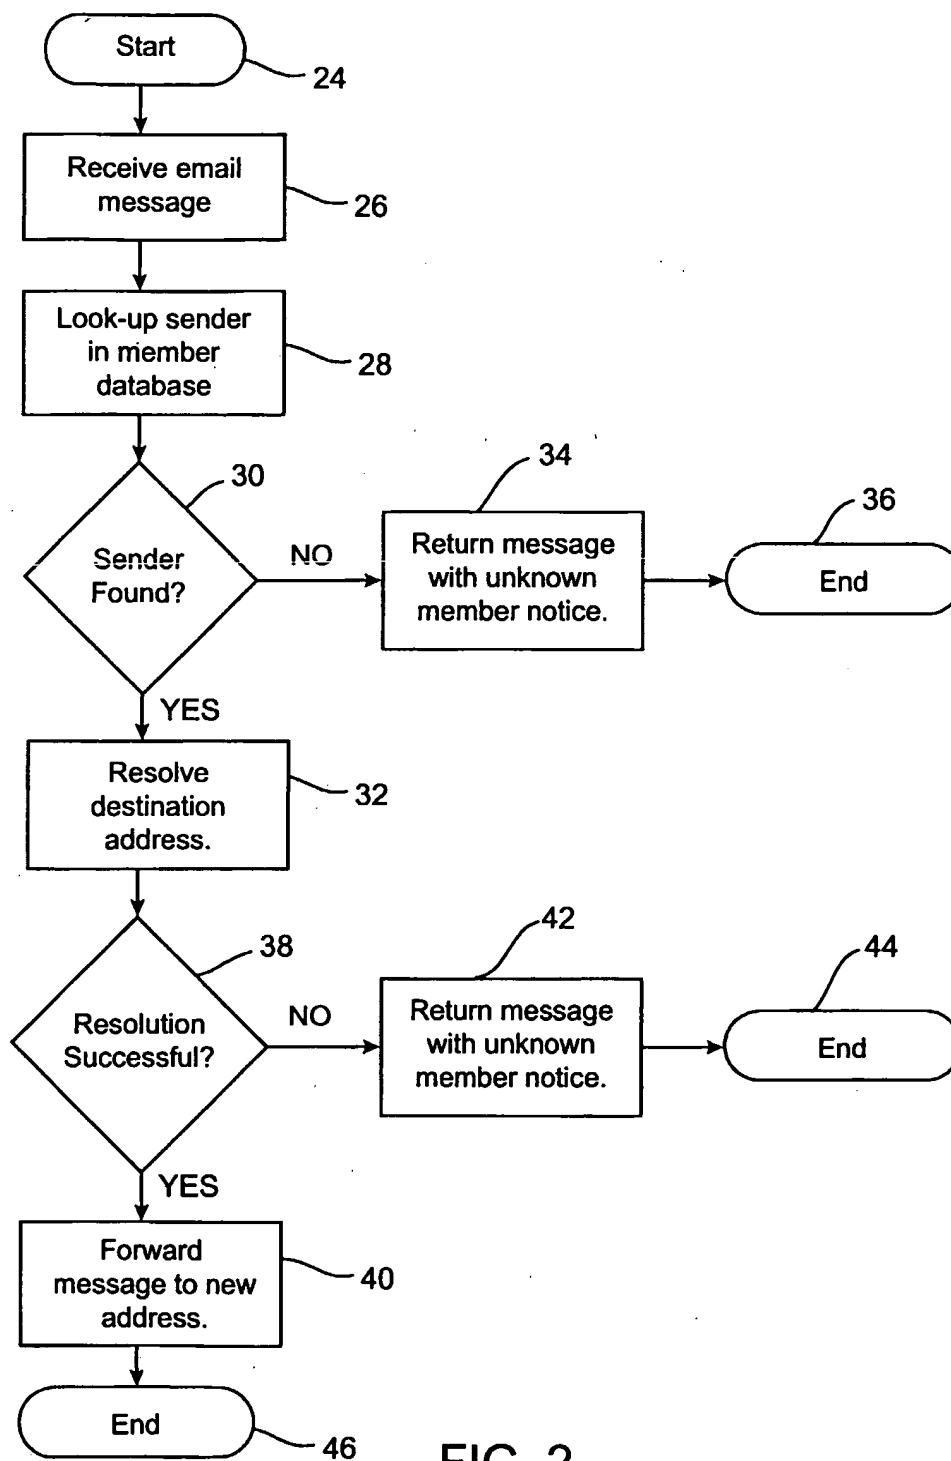 Start
24
Receive email
message
26
Look-up sender
in member
database
28
30
Sender
Found?
NO
34
Return message
with unknown
member notice.
36
End
YES
Resolve
destination
address.
32
38
Resolution
Successful?
NO
42
Return message
with unknown
member notice.
44
End
YES
Forward
message to new
address.
40
End
46
FIG. 2